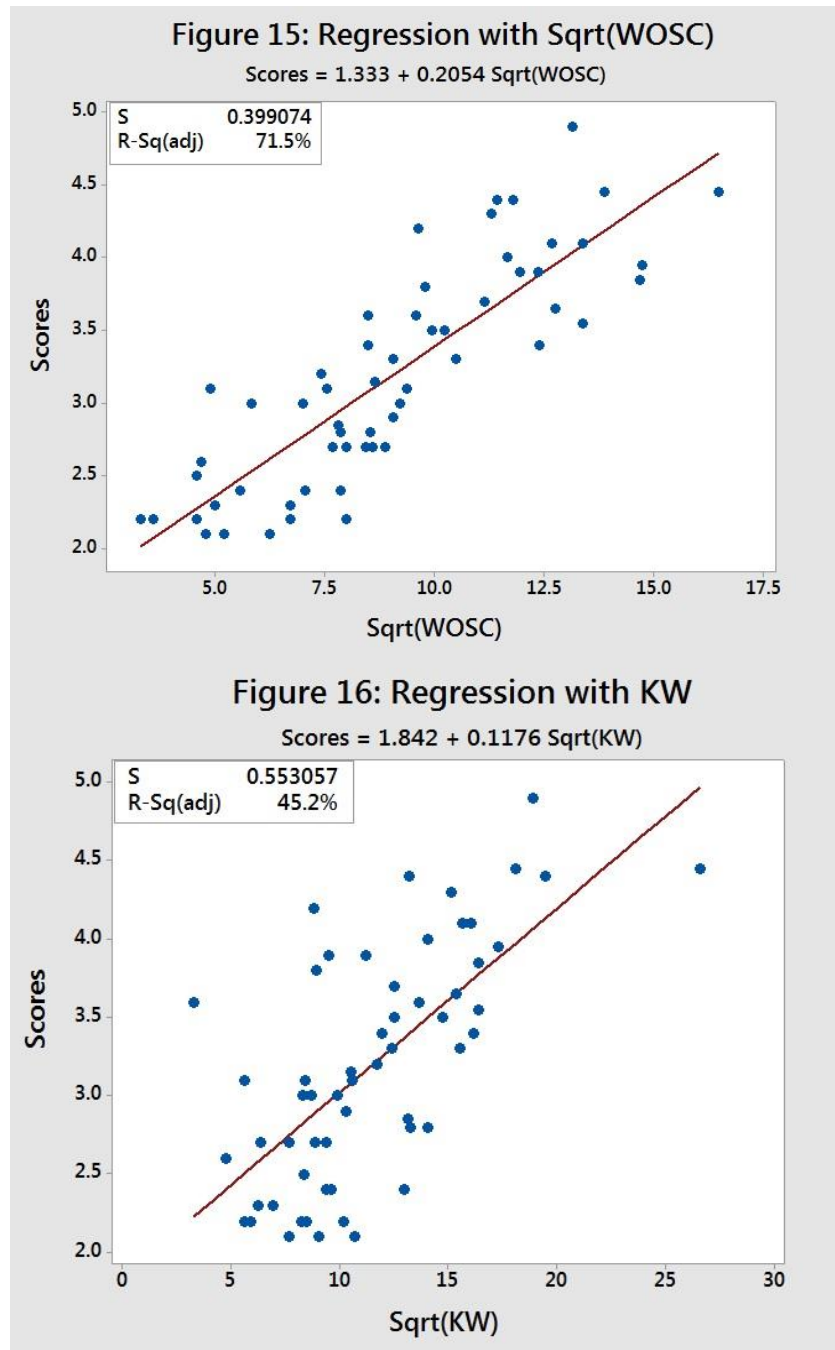 Figure 15: Regression with Sqrt(WOSC)
Scores = 1.333 + 0.2054 Sqrt(WOSC)
S 0.399074
R-Sq(adj) 71.5%
5.0
4.5
4.0
3.5
3.0
2.5
2.0
Scores
5.0 7.5 10.0 12.5 15.0 17.5
Sqrt(WOSC)
Figure 16: Regression with KW
Scores = 1.842 + 0.1176 Sqrt(KW)
S 0.553057
R-Sq(adj) 45.2%
5.0
4.5
4.0
3.5
3.0
2.5
2.0
Scores
0 5 10 15 20 25 30
Sqrt(KW)